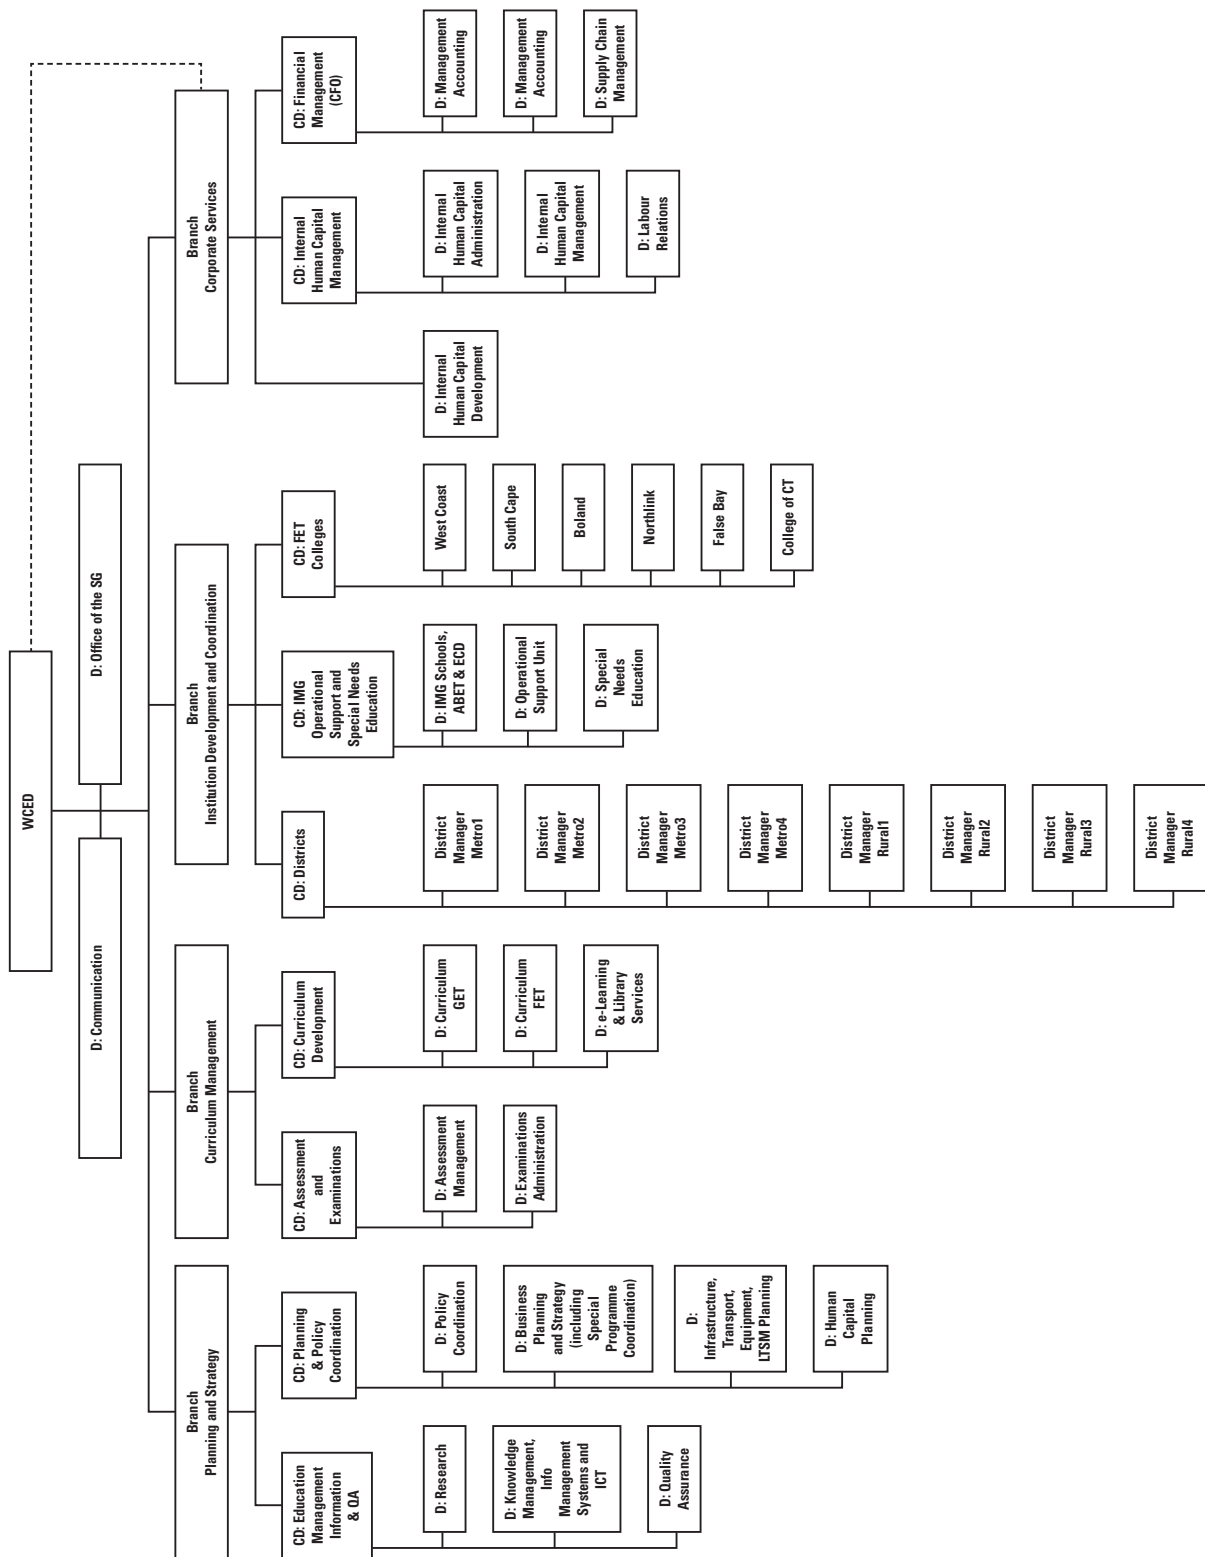 WCED
D: Communication
D: Office of the SG
Branch
Planning and Strategy
Branch
Curriculum Management
Branch
Institution Development and Coordination
Branch
Corporate Services
CD: Education
Management
Information
& QA
CD: Planning
& Policy
Coordination
CD: Assessment
and
Examinations
CD: Curriculum
Development
CD: Districts
CD: IMG
Operational
Support and
Special Needs
Education
CD: FET
Colleges
CD: Internal
Human Capital
Management
CD: Financial
Management
(CFO)
D: Research
D: Knowledge
Management,
Info
Management
Systems and
ICT
D: Quality
Assurance
D: Policy
Coordination
D: Business
Planning
and Strategy
(including
Special
Programme
Coordination)
D:
Infrastructure,
Transport,
Equipment,
LTSM Planning
D: Human
Capital
Planning
D: Assessment
Management
D: Examinations
Administration
D: Curriculum
GET
D: Curriculum
FET
D: e-Learning
& Library
Services
District
Manager
Metro1
District
Manager
Metro2
District
Manager
Metro3
District
Manager
Metro4
District
Manager
Rural1
District
Manager
Rural2
District
Manager
Rural3
District
Manager
Rural4
D: IMG Schools,
ABET & ECD
D: Operational
Support Unit
D: Special
Needs
Education
West Coast
South Cape
Boland
Northlink
False Bay
College of CT
D: Internal
Human Capital
Development
D: Internal
Human Capital
Administration
D: Internal
Human Capital
Management
D: Labour
Relations
D: Management
Accounting
D: Management
Accounting
D: Supply Chain
Management